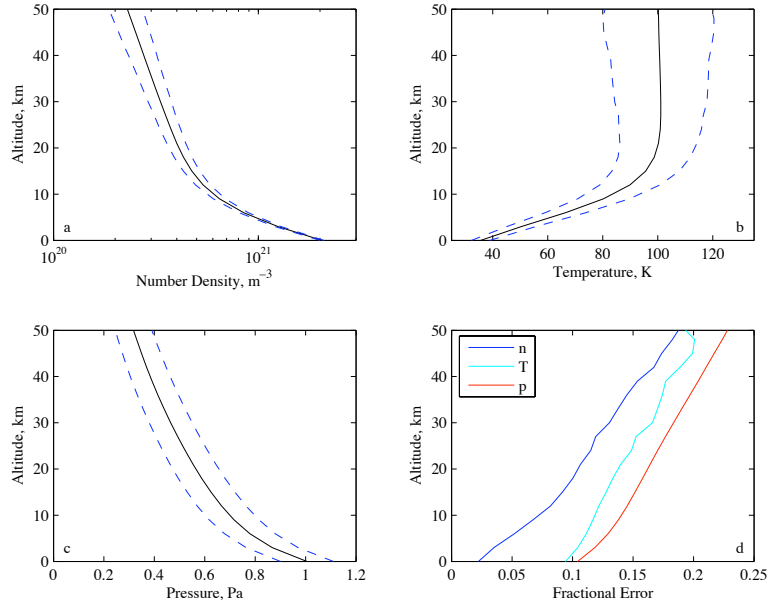 50
40
30
20
10
0
Altitude, km
a
10^20
10^21
Number Density, m^−3
50
40
30
20
10
0
Altitude, km
b
40
60
80
100
120
Temperature, K
50
40
30
20
10
0
Altitude, km
c
0
0.2
0.4
0.6
0.8
1
1.2
Pressure, Pa
50
40
30
20
10
0
Altitude, km
n
T
p
d
0
0.05
0.1
0.15
0.2
0.25
Fractional Error